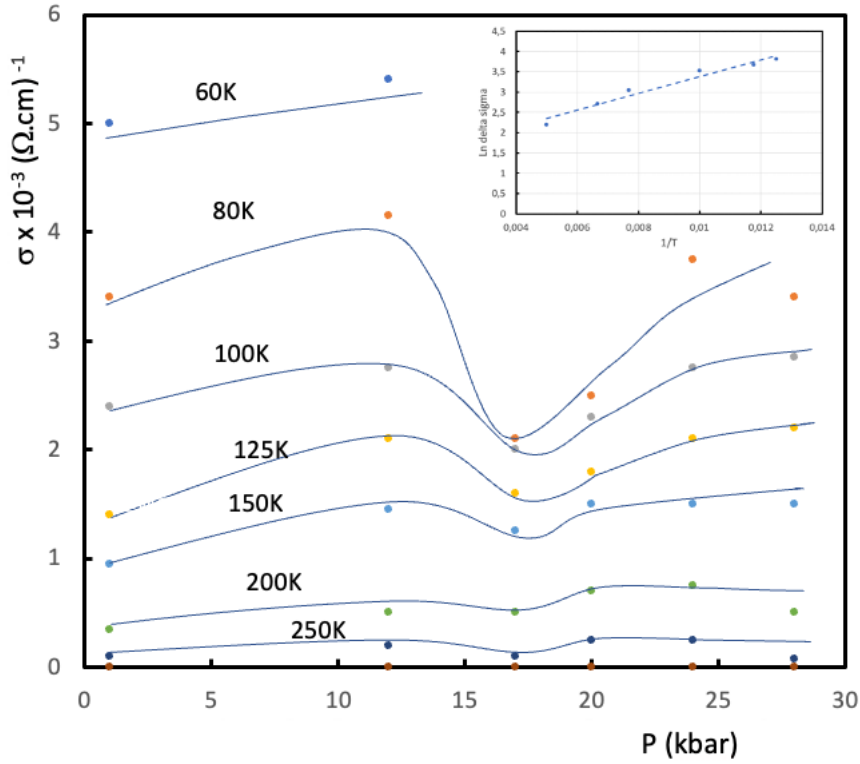 6
5
4
3
2
1
0
σ x 10⁻³ (Ω.cm) ⁻¹
60K
80K
100K
125K
150K
200K
250K
0
5
10
15
20
25
30
P (kbar)
4,5
4
3,5
3
2,5
2
1,5
1
0,5
0
Ln delta sigma
0,004
0,006
0,008
0,01
0,012
0,014
1/T